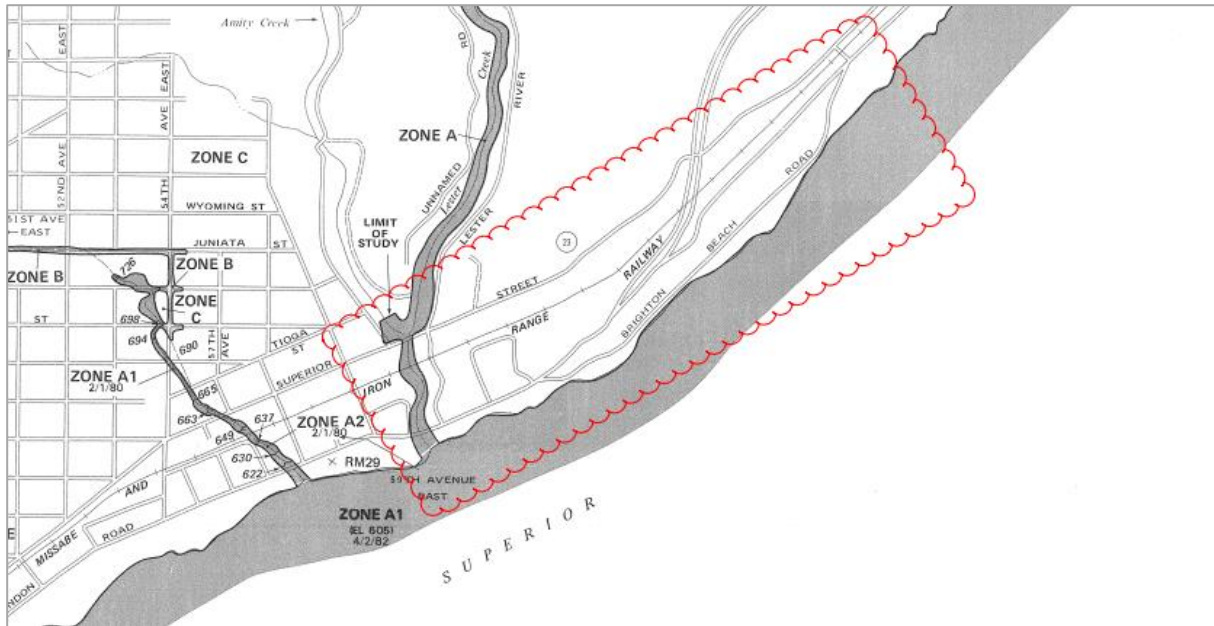 Amity Creek
RD
Creek
RIVER
EAST
EAST
AVE
AVE
52ND
54TH
ZONE A
ZONE C
UNNAMED
Lester
LESTER
WYOMING ST
51ST AVE
EAST
LIMIT
OF
STUDY
JUNIATA ST
ZONE B
726
ZONE B
ZONE
C
23
ROAD
BEACH
BRIGHTON
RAILWAY
STREET
RANGE
ST
698
694
690
57TH
AVE
TIOGA
ST
SUPERIOR
IRON
ZONE A1
2/1/80
665
663
649
637
630
622
ZONE A2
2/1/80
RM29
59TH AVENUE
EAST
AND
MISSABE
ROAD
NDON
E
ZONE A1
(EL 605)
4/2/82
SUPERIOR